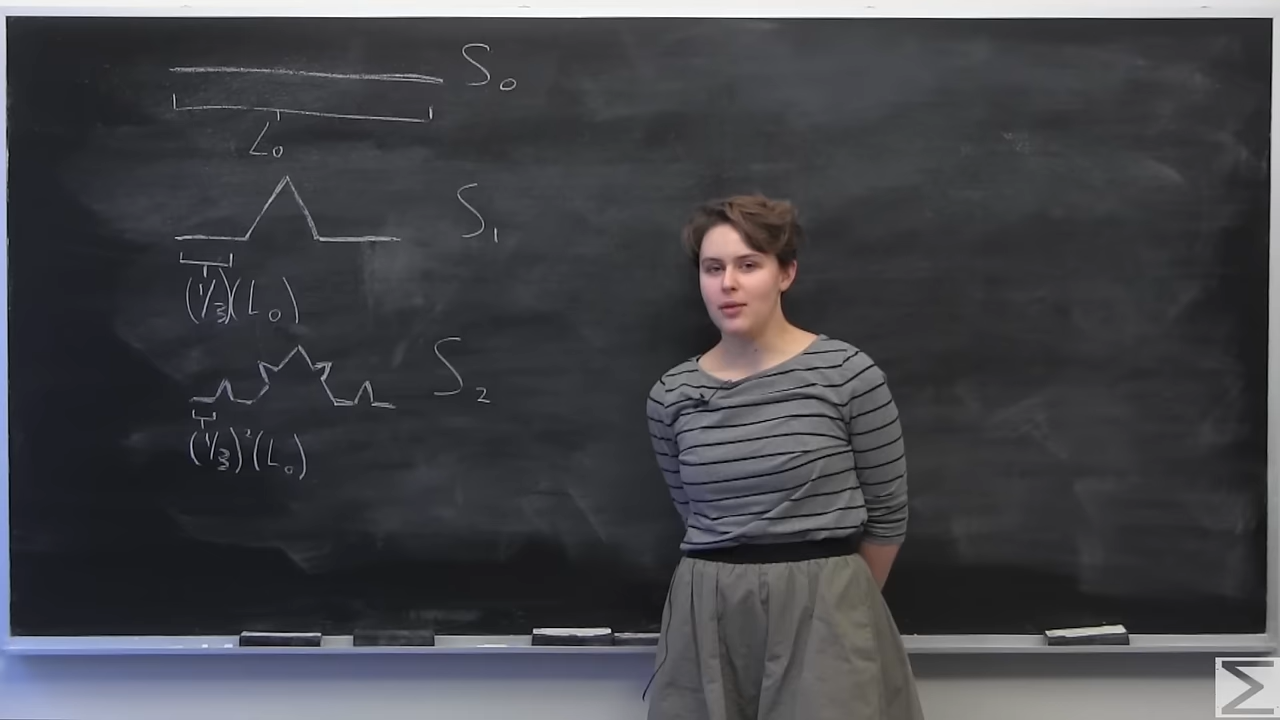 S₀
L₀
S₁
(1/3)(L₀)
S₂
(1/3)²(L₀)
Σ